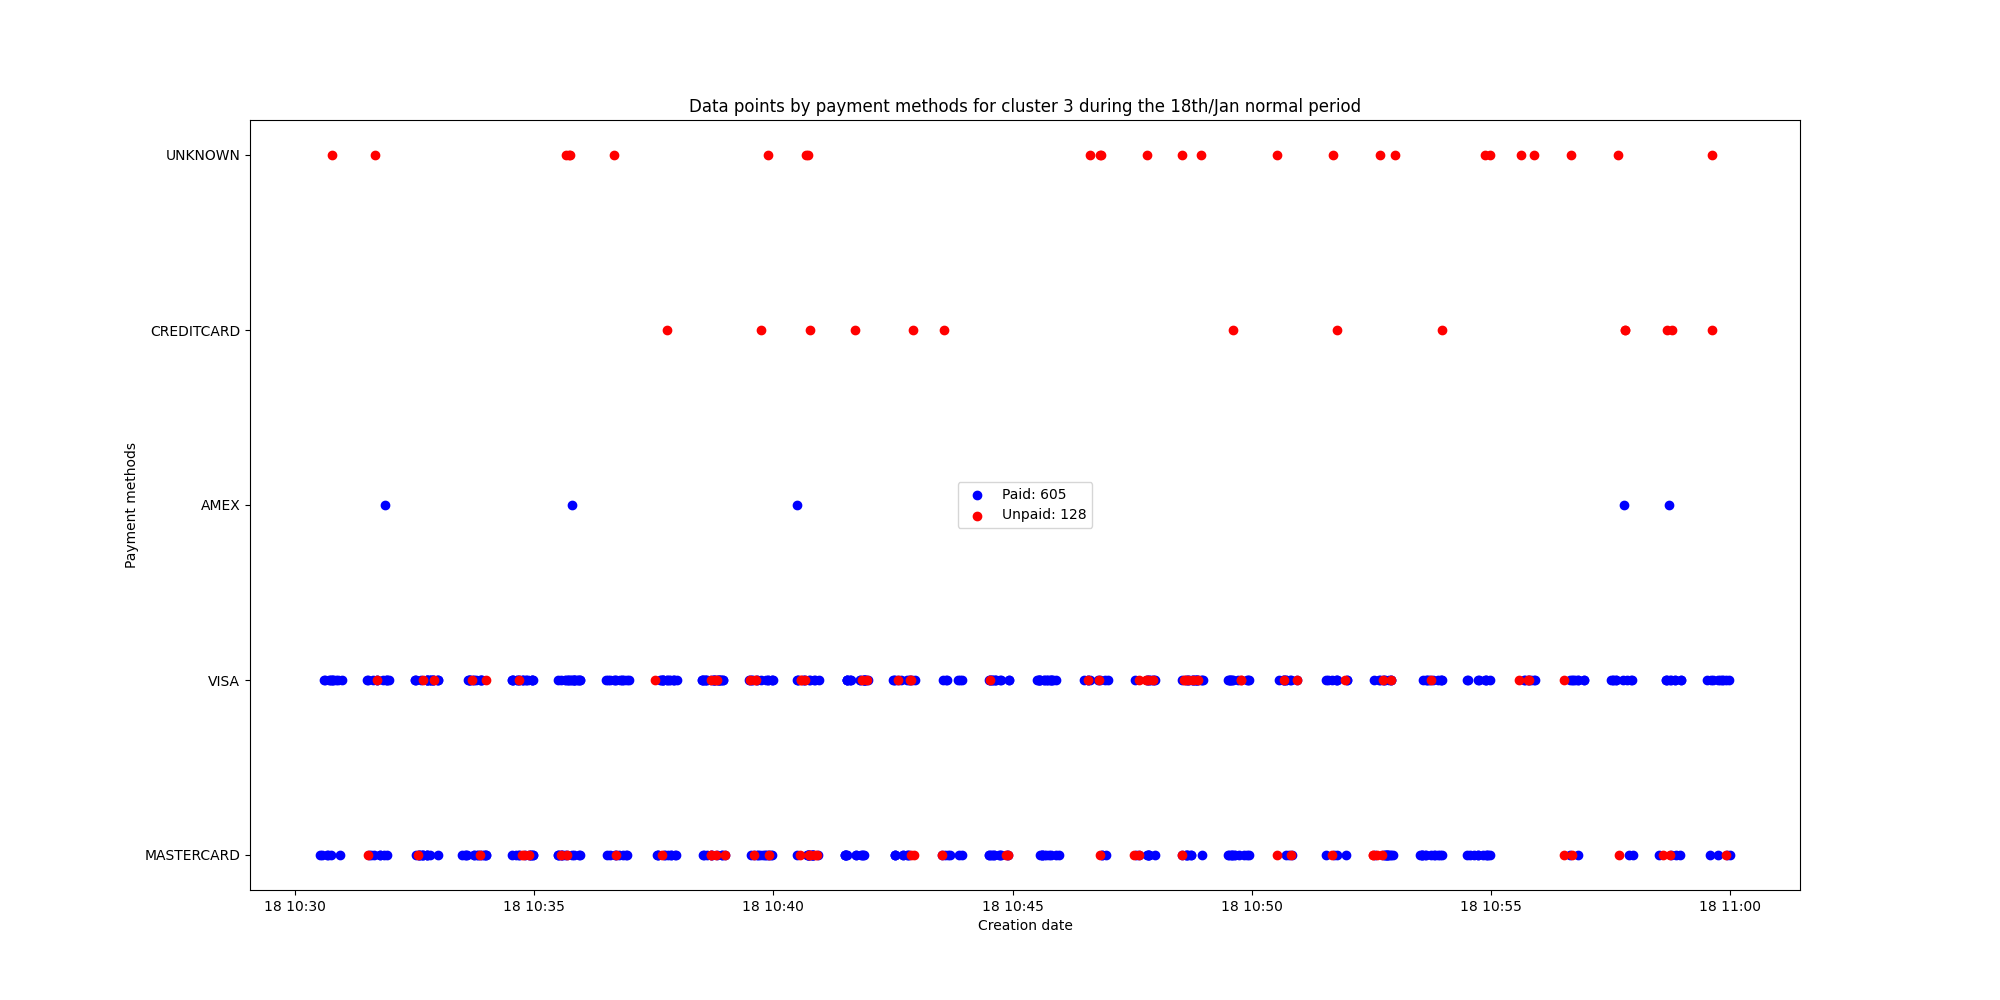 Data points by payment methods for cluster 3 during the 18th/Jan normal period
UNKNOWN
CREDITCARD
AMEX
VISA
MASTERCARD
Payment methods
Paid: 605
Unpaid: 128
18 10:30
18 10:35
18 10:40
18 10:45
18 10:50
18 10:55
18 11:00
Creation date